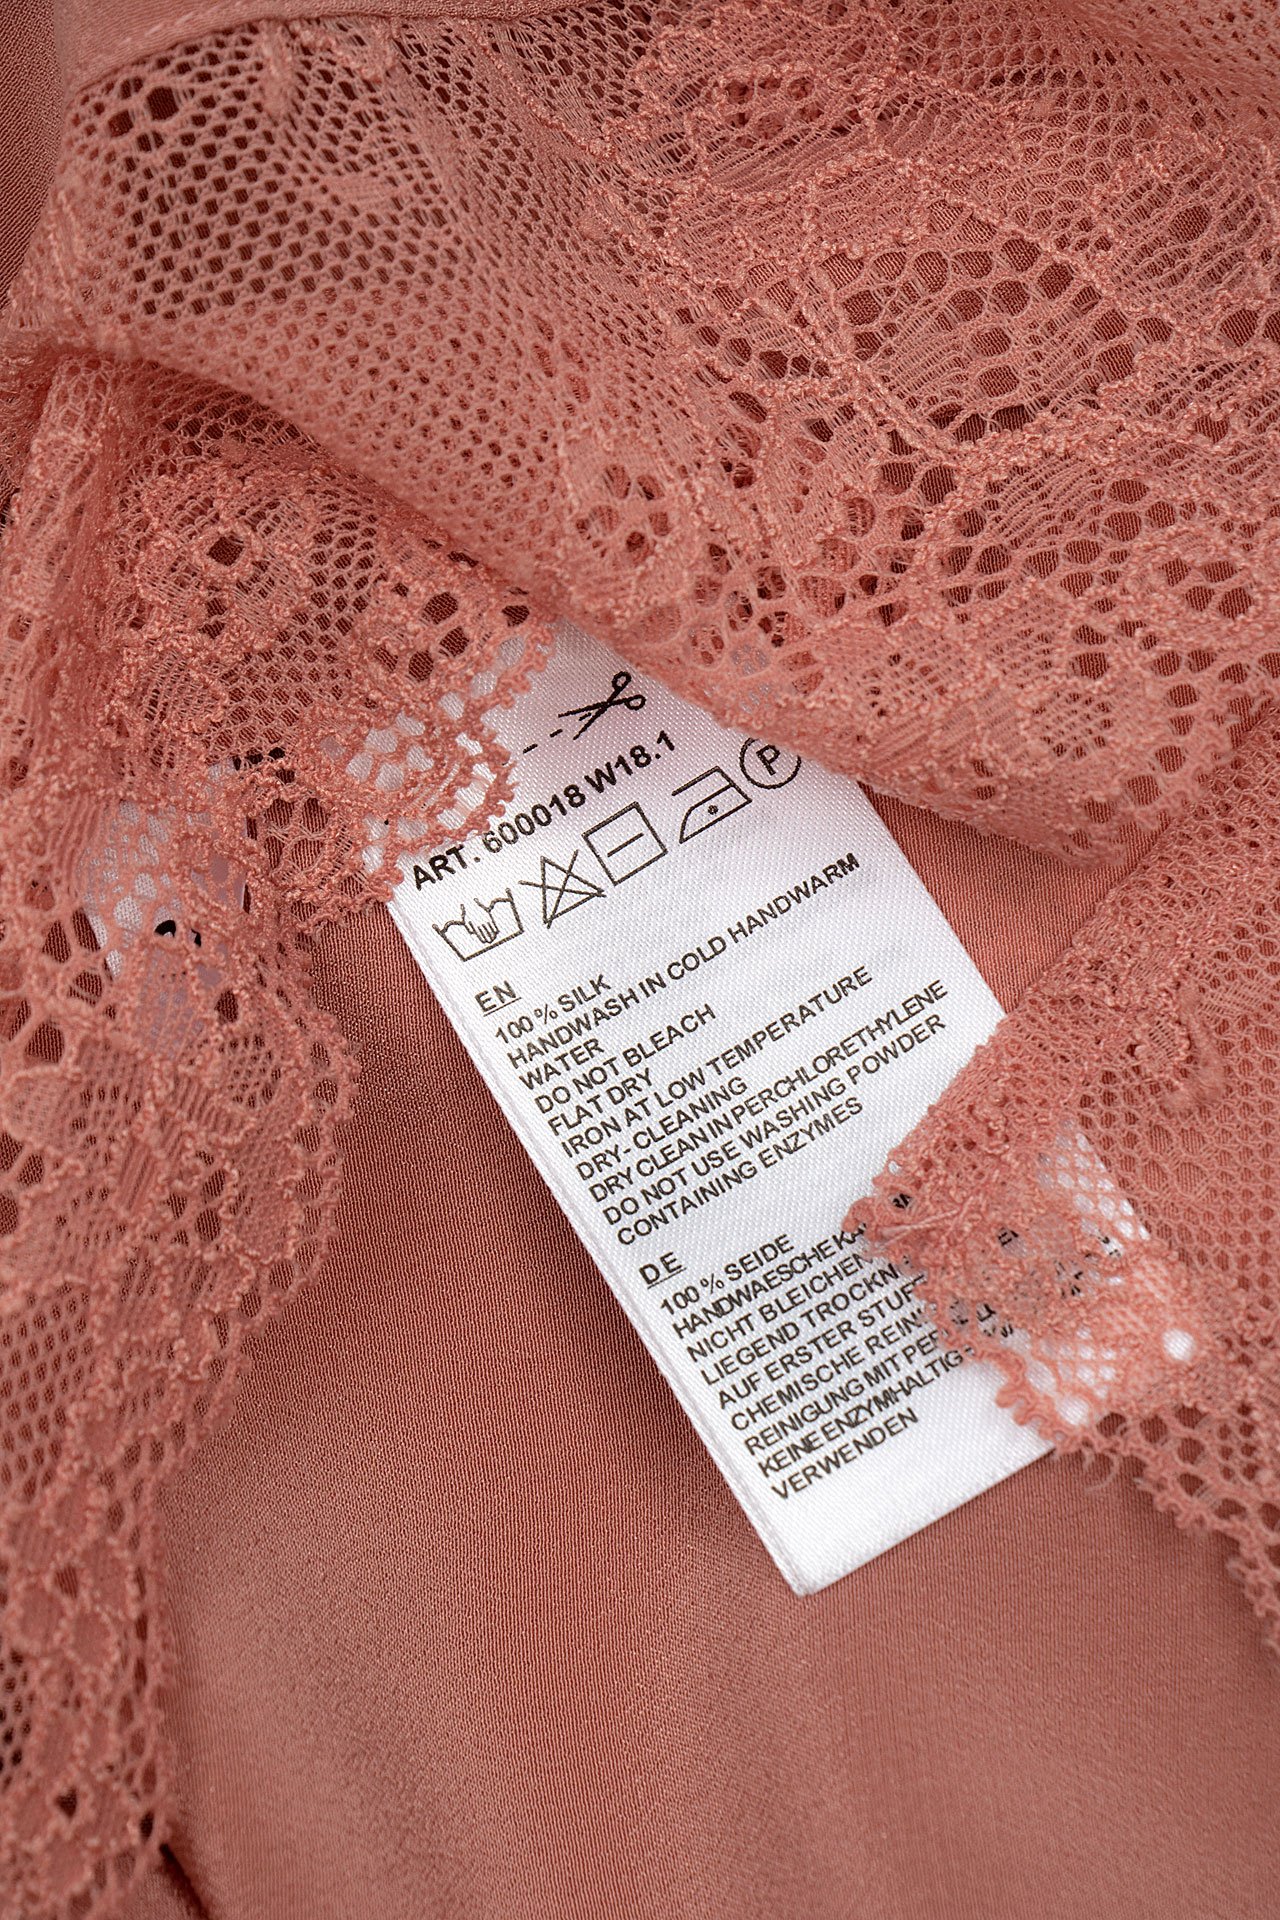 ART. 600018 W18.1
P
EN
100 % SILK
HANDWASH IN COLD HANDWARM
WATER
DO NOT BLEACH
FLAT DRY
IRON AT LOW TEMPERATURE
DRY- CLEANING
DRY CLEAN IN PERCHLORETHYLENE
DO NOT USE WASHING POWDER
CONTAINING ENZYMES
DE
100 % SEIDE
HANDWAESCHE
NICHT BLEICHEN
LIEGEND
AUF ERSTER
CHEMISCHE
REINIGUNG MIT
KEINE
VERWENDEN